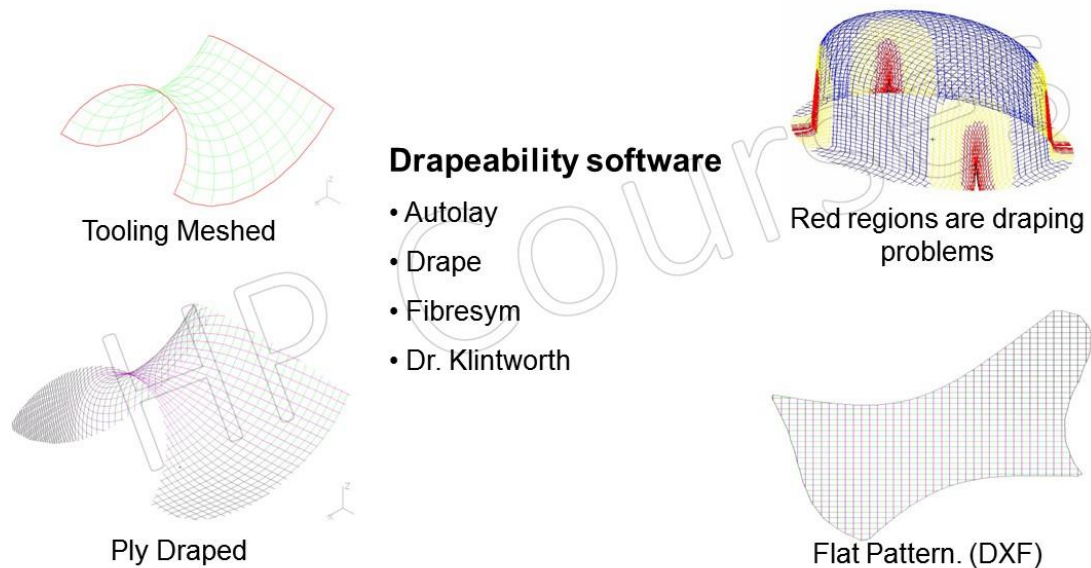 Tooling Meshed
Drapeability software
• Autolay
• Drape
• Fibresym
• Dr. Klintworth
Red regions are draping
problems
Ply Draped
Flat Pattern. (DXF)
HP Courses